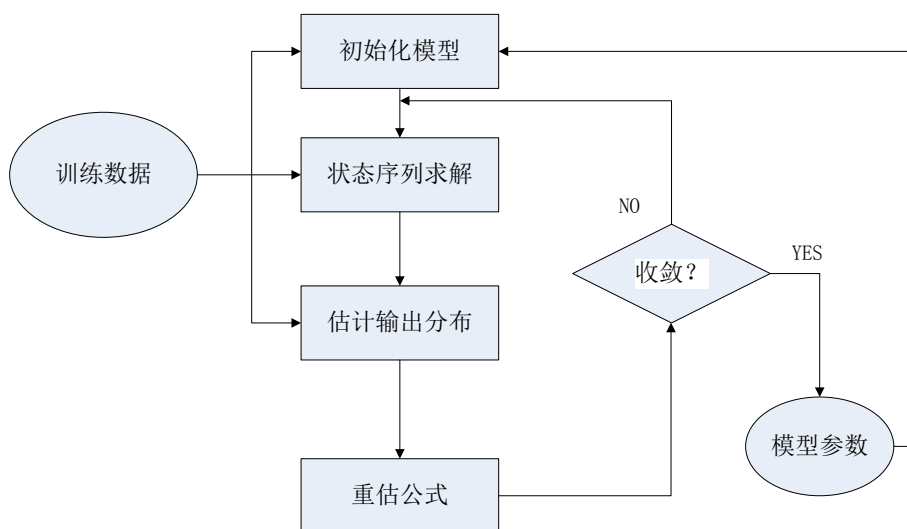 初始化模型
训练数据
状态序列求解
NO
YES
收敛?
估计输出分布
模型参数
重估公式